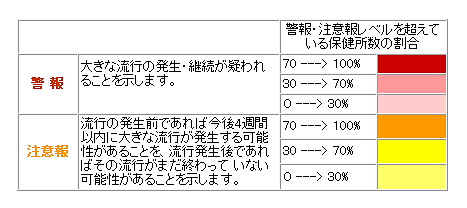 警報・注意報レベルを超えて
いる保健所数の割合
警 報
大きな流行の発生・継続が疑われ
ることを示します。
70 ---> 100%
30 ---> 70%
0 ---> 30%
注意報
流行の発生前であれば今後4週間
以内に大きな流行が発生する可能
性があることを、流行発生後であれ
ばその流行がまだ終わって いない
可能性があることを示します。
70 ---> 100%
30 ---> 70%
0 ---> 30%